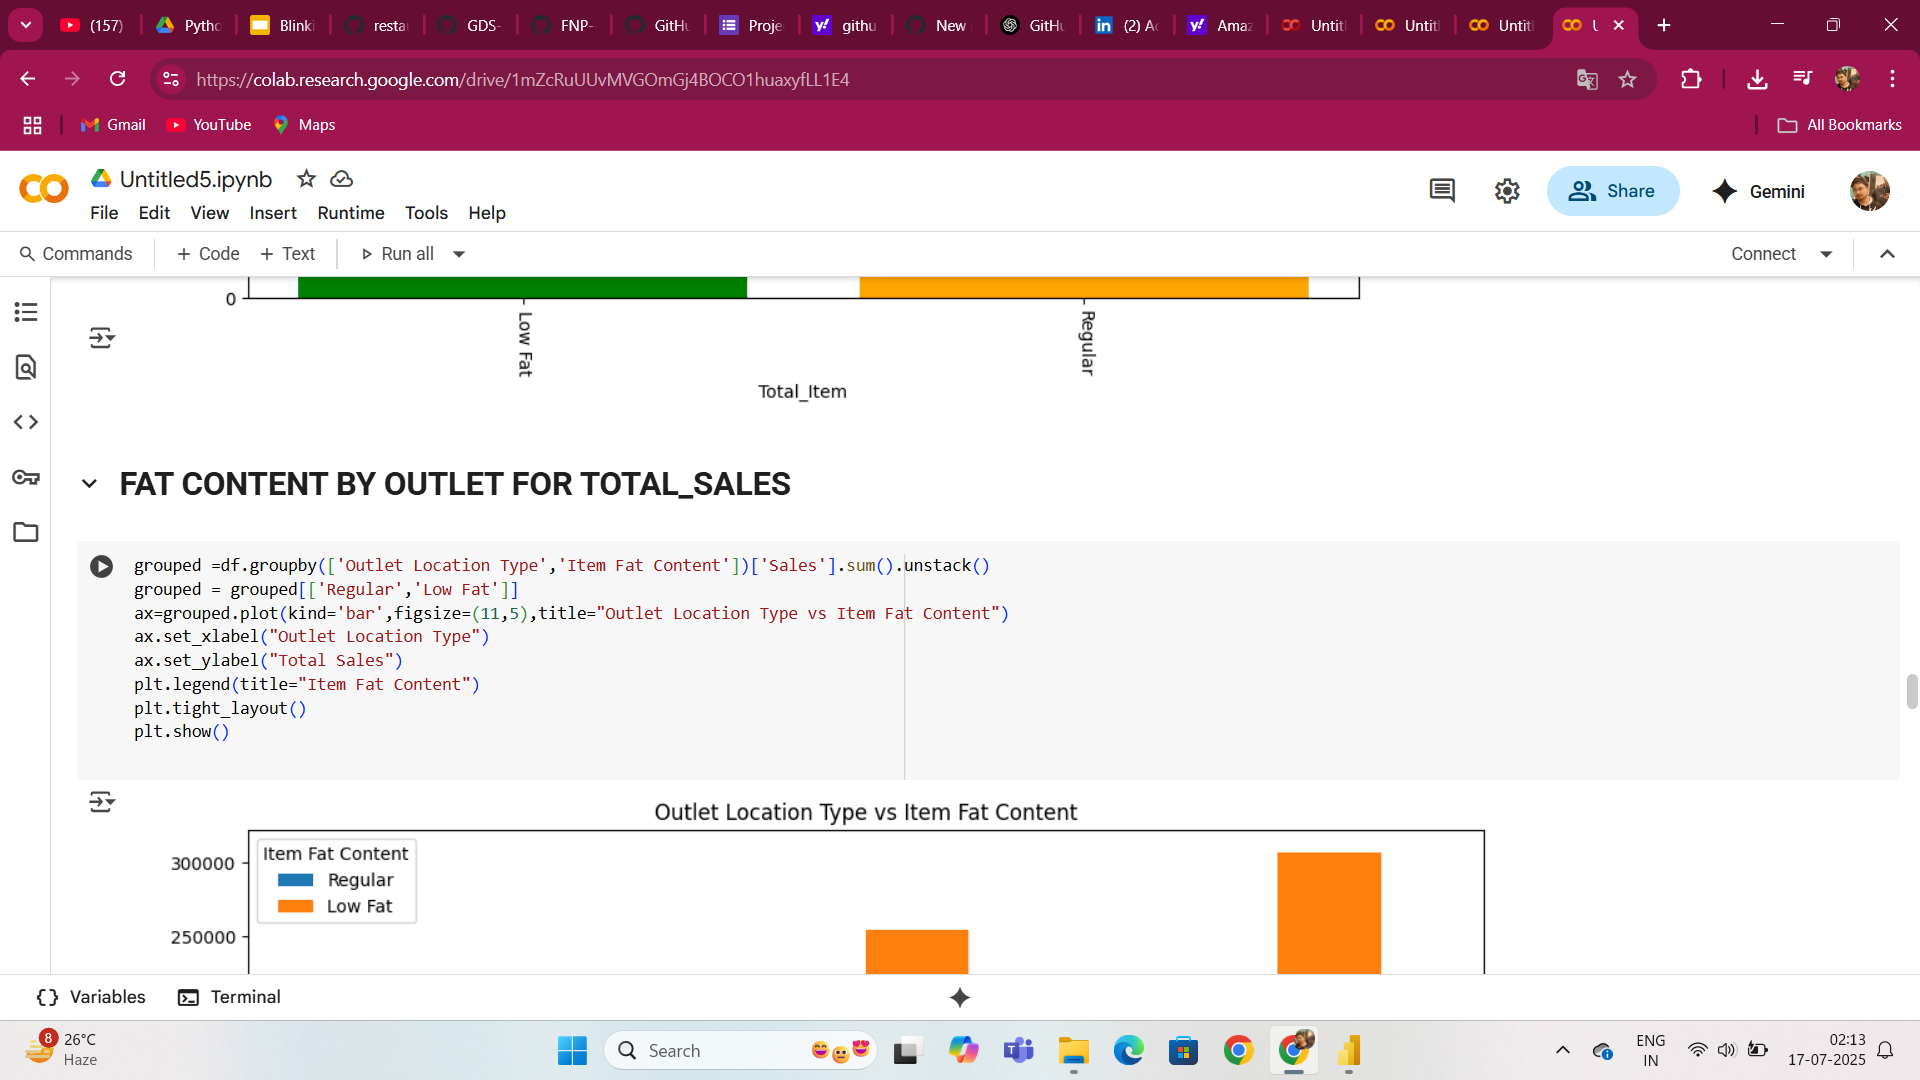 (157)
Pytho
Blinki
resta
GDS-
FNP-
GitHu
Proje
githu
New
GitHu
(2) Ac
Amaz
Untitl
Untitl
Untitl
U
https://colab.research.google.com/drive/1mZcRuUUvMVGOmGj4BOCO1huaxyfLL1E4
Gmail
YouTube
Maps
All Bookmarks
Untitled5.ipynb
File Edit View Insert Runtime Tools Help
Share
Gemini
Commands
+ Code + Text
Run all
Connect
0
Low Fat
Regular
Total_Item
FAT CONTENT BY OUTLET FOR TOTAL_SALES
grouped =df.groupby(['Outlet Location Type','Item Fat Content'])['Sales'].sum().unstack()
grouped = grouped[['Regular','Low Fat']]
ax=grouped.plot(kind='bar',figsize=(11,5),title="Outlet Location Type vs Item Fat Content")
ax.set_xlabel("Outlet Location Type")
ax.set_ylabel("Total Sales")
plt.legend(title="Item Fat Content")
plt.tight_layout()
plt.show()
Outlet Location Type vs Item Fat Content
Item Fat Content
Regular
Low Fat
300000
250000
Variables
Terminal
8
26°C
Haze
Search
ENG
IN
02:13
17-07-2025